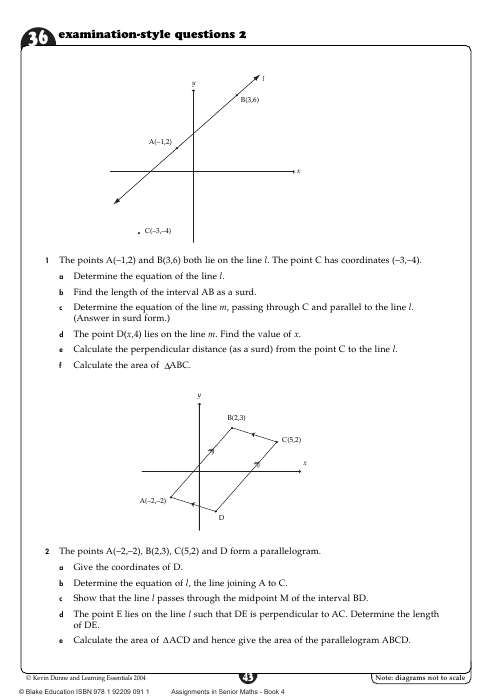 36 examination-style questions 2
y
l
B(3,6)
A(–1,2)
x
C(–3,–4)
1 The points A(–1,2) and B(3,6) both lie on the line l. The point C has coordinates (–3,–4).
a Determine the equation of the line l.
b Find the length of the interval AB as a surd.
c Determine the equation of the line m, passing through C and parallel to the line l.
(Answer in surd form.)
d The point D(x,4) lies on the line m. Find the value of x.
e Calculate the perpendicular distance (as a surd) from the point C to the line l.
f Calculate the area of ΔABC.
y
B(2,3)
C(5,2)
x
A(–2,–2)
D
2 The points A(–2,–2), B(2,3), C(5,2) and D form a parallelogram.
a Give the coordinates of D.
b Determine the equation of l, the line joining A to C.
c Show that the line l passes through the midpoint M of the interval BD.
d The point E lies on the line l such that DE is perpendicular to AC. Determine the length
of DE.
e Calculate the area of ΔACD and hence give the area of the parallelogram ABCD.
© Kevin Dunne and Learning Essentials 2004
43
Note: diagrams not to scale
© Blake Education ISBN 978 1 92209 091 1 Assignments in Senior Maths - Book 4